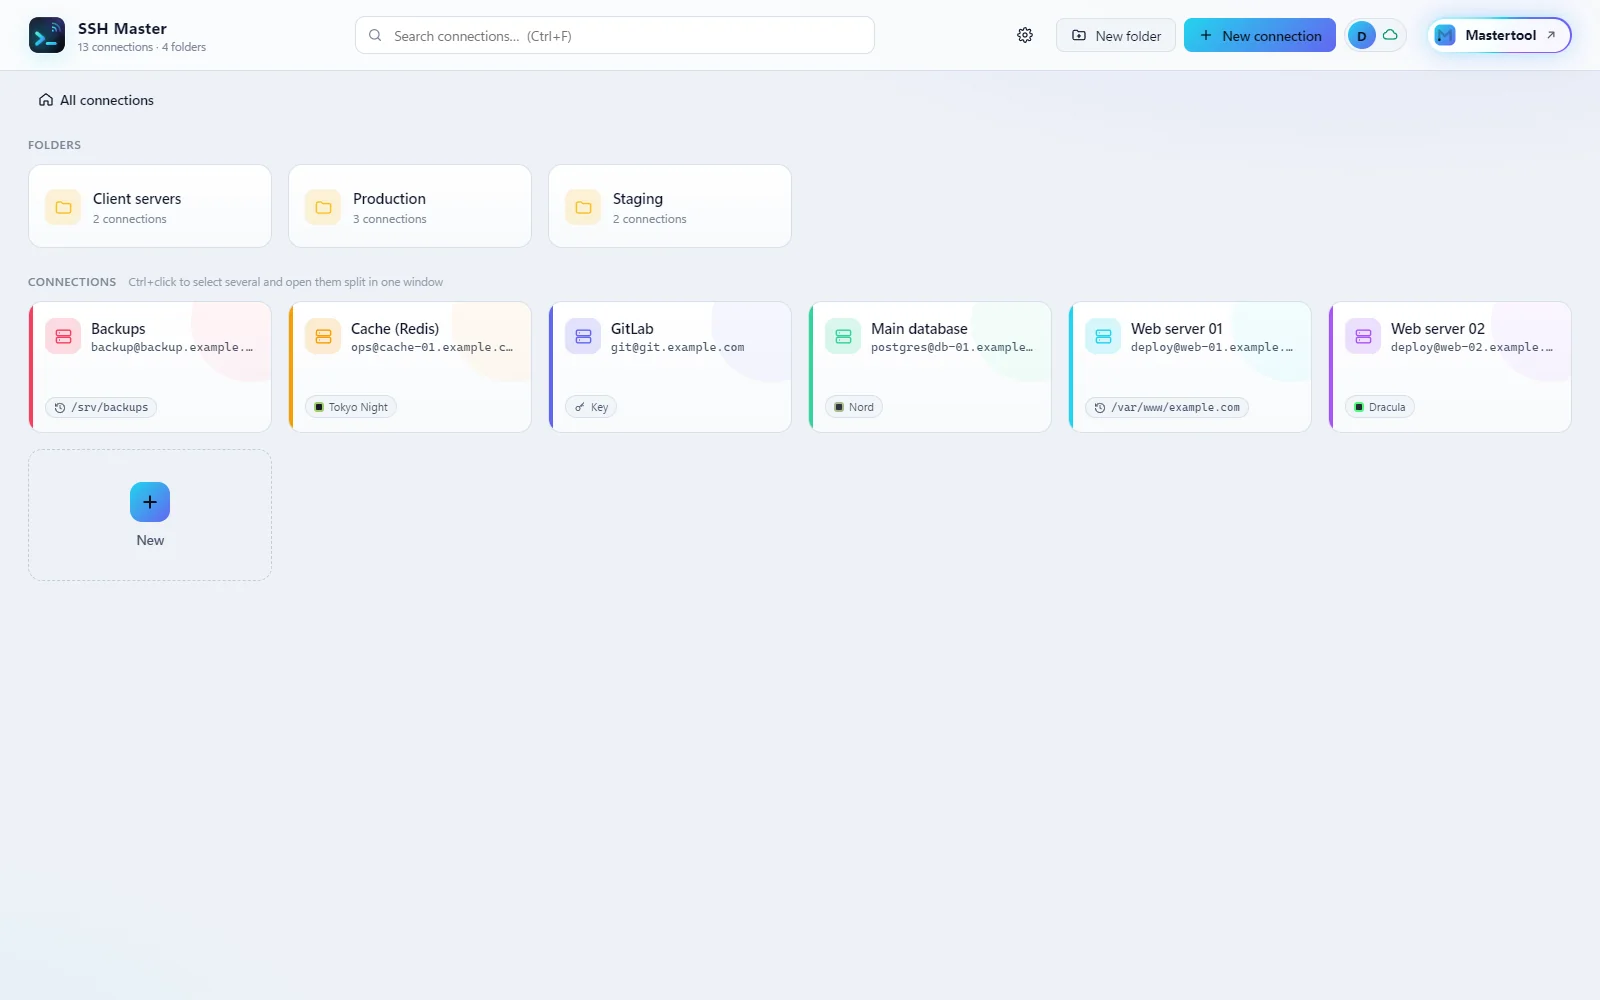 SSH Master
13 connections · 4 folders
Search connections... (Ctrl+F)
New folder
New connection
D
Mastertool
All connections
FOLDERS
Client servers
2 connections
Production
3 connections
Staging
2 connections
CONNECTIONS Ctrl+click to select several and open them split in one window
Backups
backup@backup.example.…
/srv/backups
Cache (Redis)
ops@cache-01.example.c…
Tokyo Night
GitLab
git@git.example.com
Key
Main database
postgres@db-01.example…
Nord
Web server 01
deploy@web-01.example.…
/var/www/example.com
Web server 02
deploy@web-02.example.…
Dracula
New